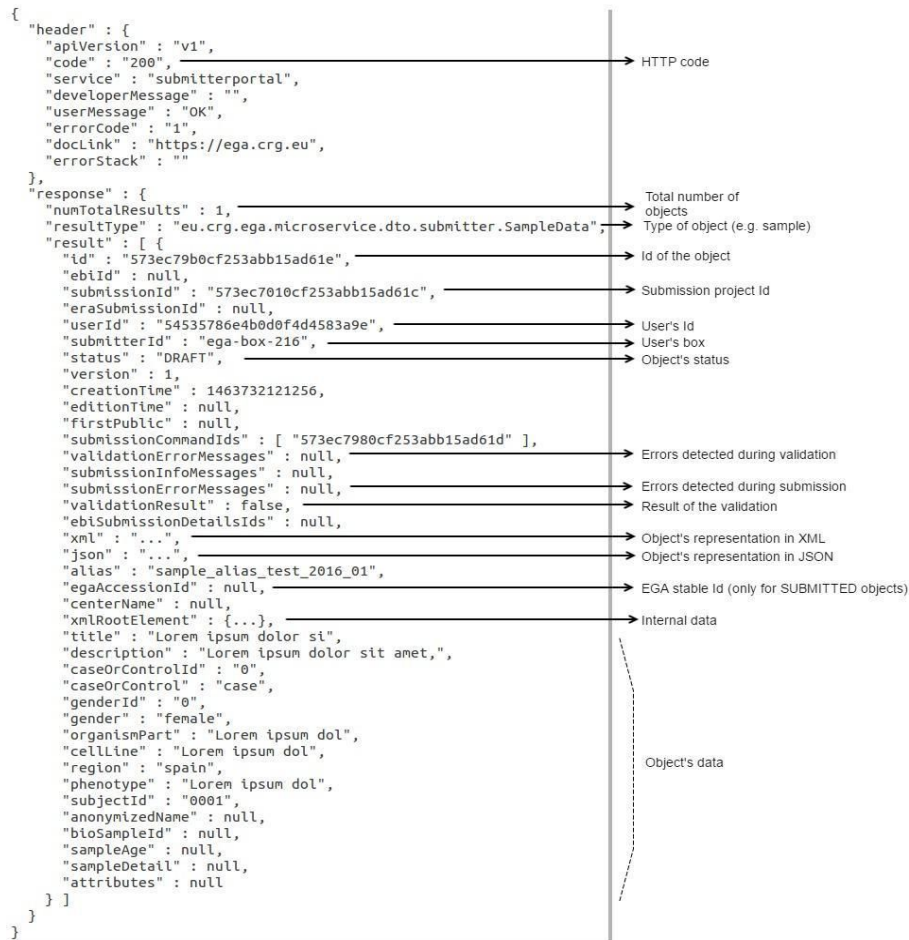 {
"header" : {
"apiVersion" : "v1",
"code" : "200", HTTP code
"service" : "submitterportal",
"developerMessage" : "",
"userMessage" : "OK",
"errorCode" : "1",
"docLink" : "https://ega.crg.eu",
"errorStack" : ""
},
"response" : {
"numTotalResults" : 1, Total number of
objects
"resultType" : "eu.crg.ega.microservice.dto.submitter.SampleData", Type of object (e.g. sample)
"result" : [ {
"id" : "573ec79b0cf253abb15ad61e", Id of the object
"ebiId" : null,
"submissionId" : "573ec7010cf253abb15ad61c", Submission project Id
"eraSubmissionId" : null,
"userId" : "54535786e4b0d0f4d4583a9e", User's Id
"submitterId" : "ega-box-216", User's box
"status" : "DRAFT", Object's status
"version" : 1,
"creationTime" : 1463732121256,
"editionTime" : null,
"firstPublic" : null,
"submissionCommandIds" : [ "573ec7980cf253abb15ad61d" ],
"validationErrorMessages" : null, Errors detected during validation
"submissionInfoMessages" : null,
"submissionErrorMessages" : null, Errors detected during submission
"validationResult" : false, Result of the validation
"ebiSubmissionDetailsIds" : null,
"xml" : "...", Object's representation in XML
"json" : "...", Object's representation in JSON
"alias" : "sample_alias_test_2016_01",
"egaAccessionId" : null, EGA stable Id (only for SUBMITTED objects)
"centerName" : null,
"xmlRootElement" : {...}, Internal data
"title" : "Lorem ipsum dolor si",
"description" : "Lorem ipsum dolor sit amet,",
"caseOrControlId" : "0",
"caseOrControl" : "case",
"genderId" : "0",
"gender" : "female",
"organismPart" : "Lorem ipsum dol",
"cellLine" : "Lorem ipsum dol",
"region" : "spain", Object's data
"phenotype" : "Lorem ipsum dol",
"subjectId" : "0001",
"anonymizedName" : null,
"bioSampleId" : null,
"sampleAge" : null,
"sampleDetail" : null,
"attributes" : null
} ]
}
}